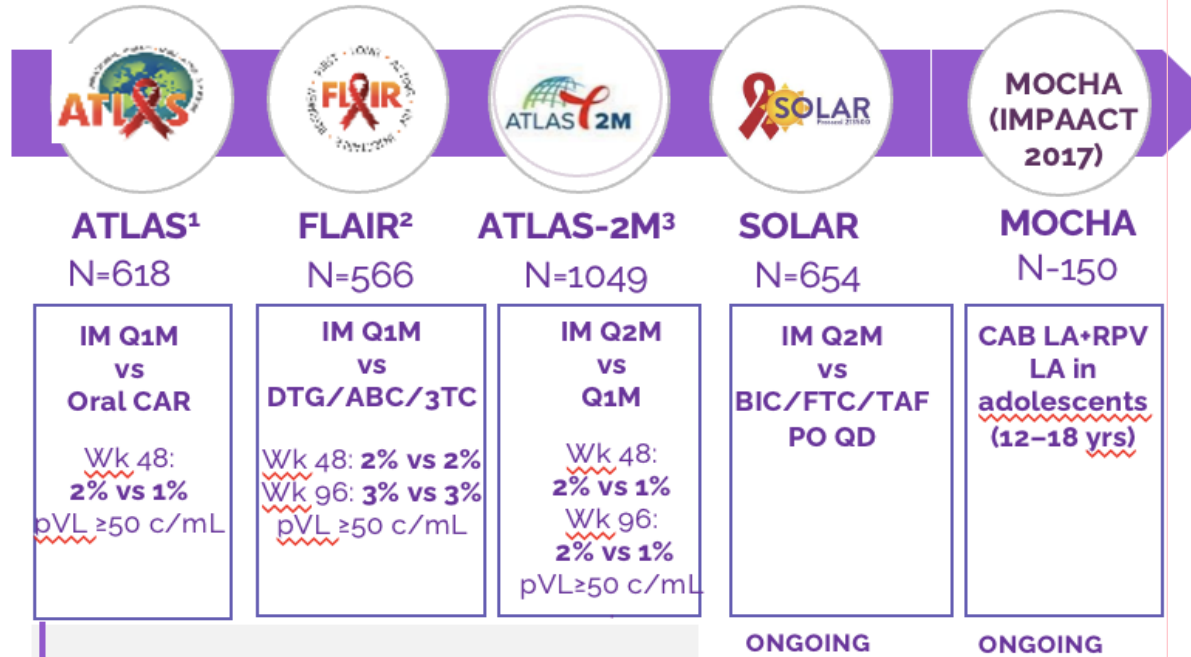 ATLAS
FLAIR
FIRST LONG ACTING
ATLAS 2M
SOLAR
MOCHA
(IMPAACT
2017)
ATLAS¹
N=618
IM Q1M
vs
Oral CAR
Wk 48:
2% vs 1%
pVL ≥50 c/mL
FLAIR²
N=566
IM Q1M
vs
DTG/ABC/3TC
Wk 48: 2% vs 2%
Wk 96: 3% vs 3%
pVL ≥50 c/mL
ATLAS-2M³
N=1049
IM Q2M
vs
Q1M
Wk 48:
2% vs 1%
Wk 96:
2% vs 1%
pVL≥50 c/mL
SOLAR
N=654
IM Q2M
vs
BIC/FTC/TAF
PO QD
ONGOING
MOCHA
N-150
CAB LA+RPV
LA in
adolescents
(12–18 yrs)
ONGOING